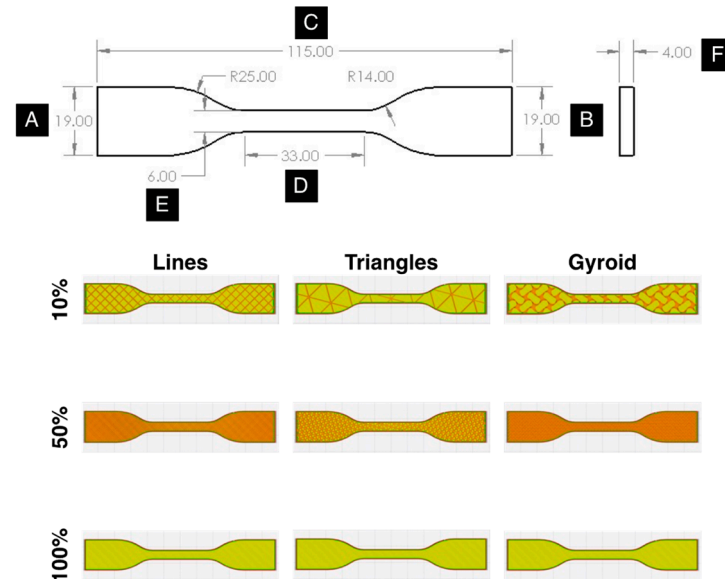 C
115.00
4.00 F
R25.00 R14.00
A 19.00 19.00 B
33.00
6.00 D
E
Lines Triangles Gyroid
10%
50%
100%